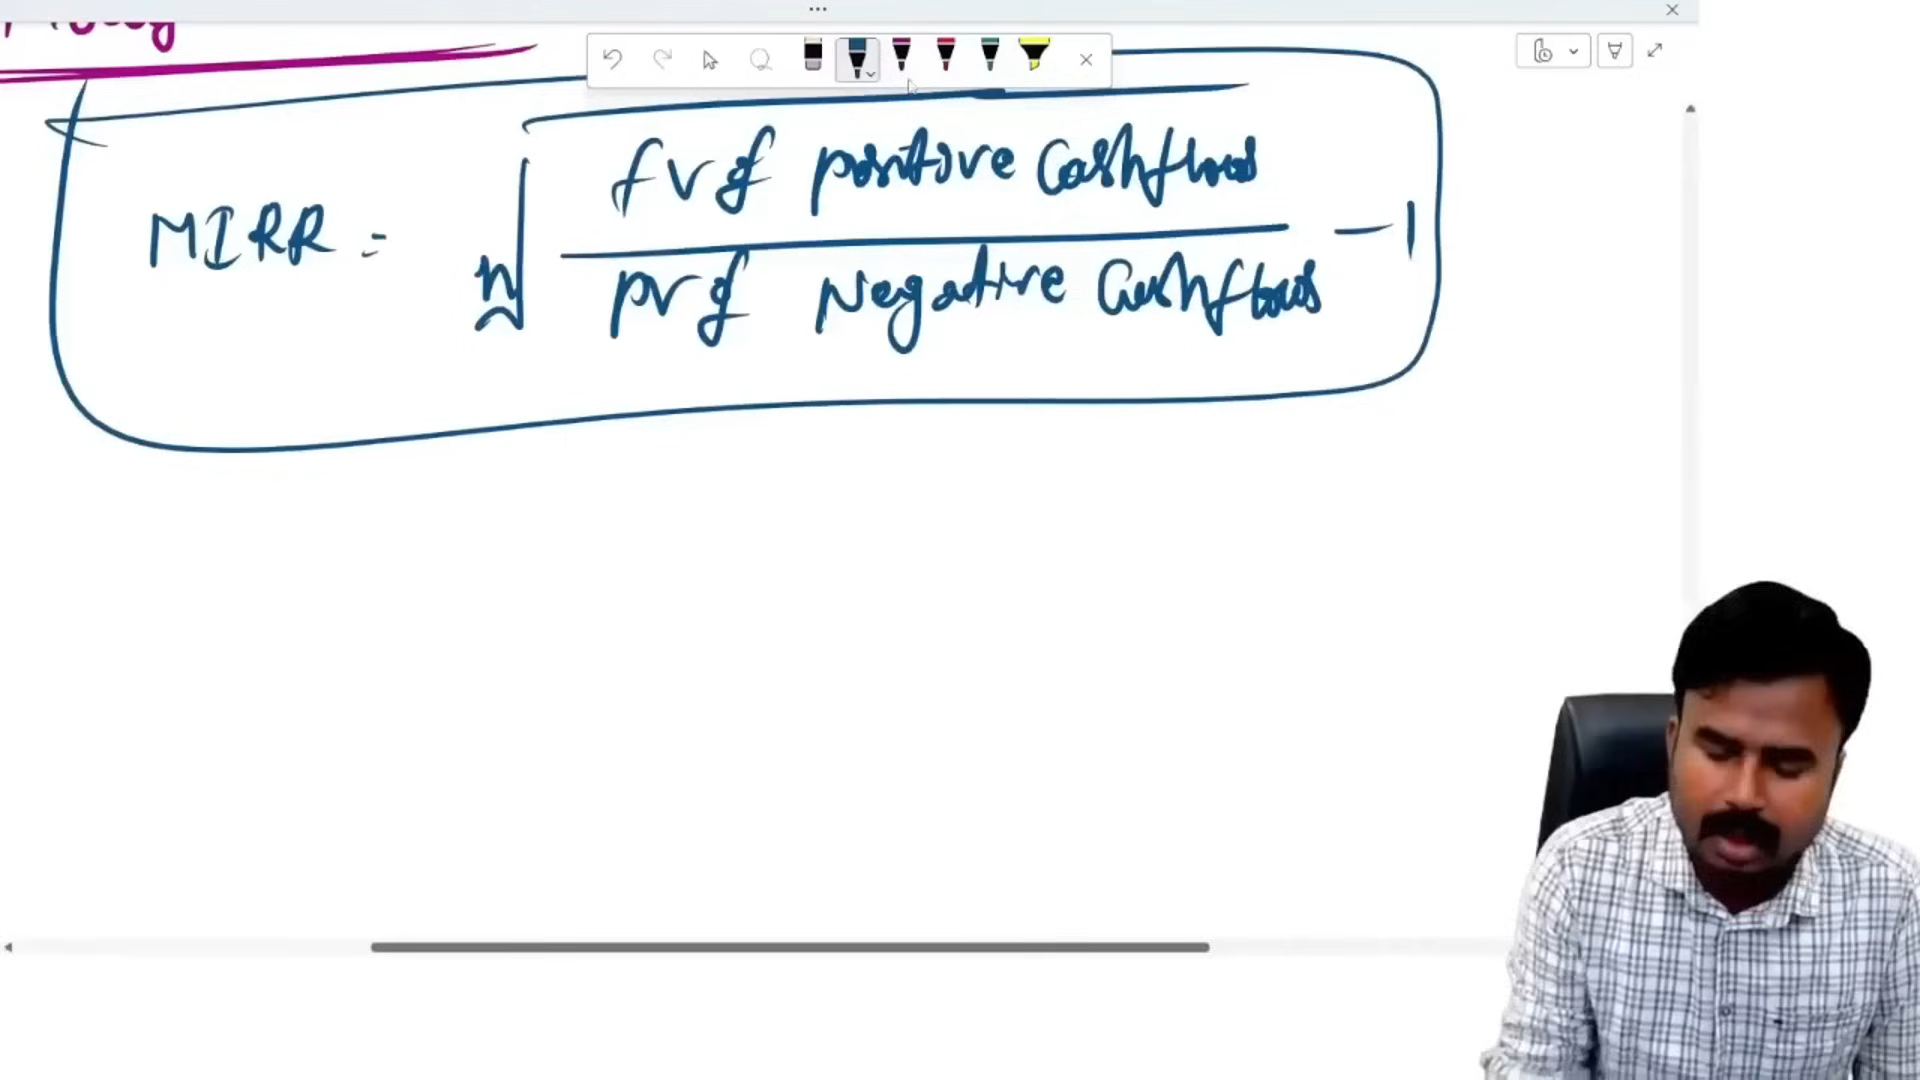 MIRR = n√ fv of positive Cashflows − 1
pv of Negative Cashflows